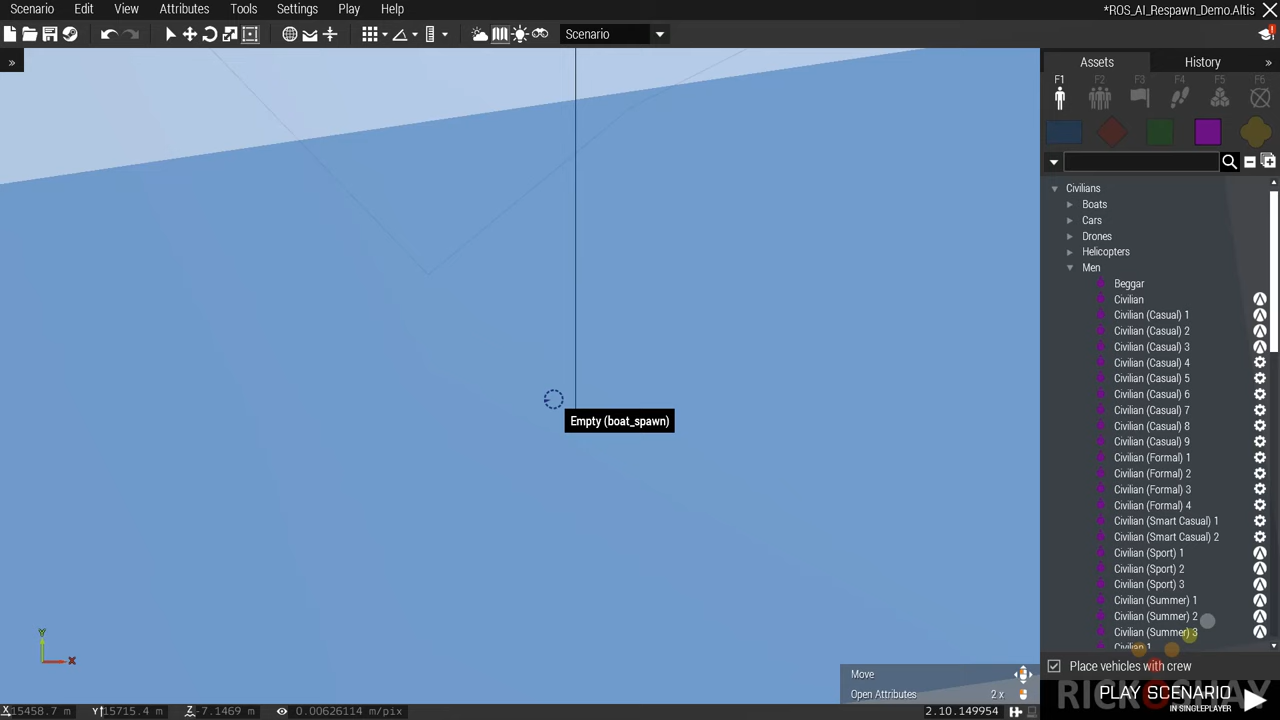 Scenario Edit View Attributes Tools Settings Play Help *ROS_AI_Respawn_Demo.Altis
Scenario
Assets History
F1 F2 F3 F4 F5 F6
Civilians
Boats
Cars
Drones
Helicopters
Men
Beggar
Civilian
Civilian (Casual) 1
Civilian (Casual) 2
Civilian (Casual) 3
Civilian (Casual) 4
Civilian (Casual) 5
Civilian (Casual) 6
Civilian (Casual) 7
Civilian (Casual) 8
Civilian (Casual) 9
Civilian (Formal) 1
Civilian (Formal) 2
Civilian (Formal) 3
Civilian (Formal) 4
Civilian (Smart Casual) 1
Civilian (Smart Casual) 2
Civilian (Sport) 1
Civilian (Sport) 2
Civilian (Sport) 3
Civilian (Summer) 1
Civilian (Summer) 2
Civilian (Summer) 3
Civilian 1
Empty (boat_spawn)
Y
X
Move
Open Attributes 2 x
Place vehicles with crew
PLAY SCENARIO
IN SINGLEPLAYER
RICKOSHAY
X 15458.7 m Y 15715.4 m Z -7.1469 m 0.00626114 m/pix 2.10.149954